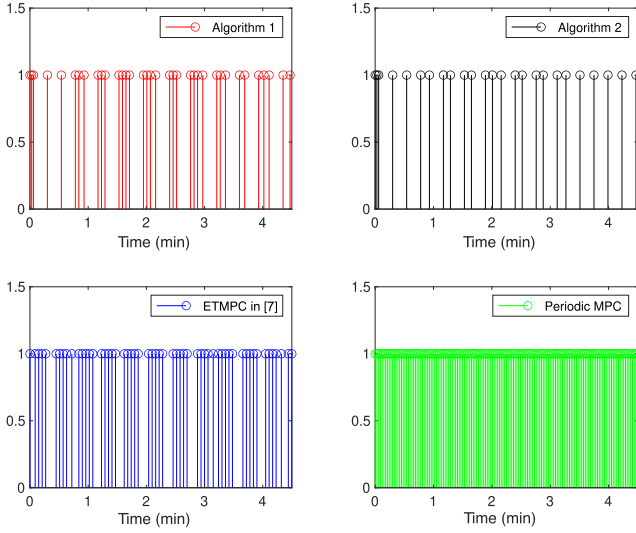 1.5
Algorithm 1
1
0.5
0
0 1 2 3 4
Time (min)
1.5
Algorithm 2
1
0.5
0
0 1 2 3 4
Time (min)
1.5
ETMPC in [7]
1
0.5
0
0 1 2 3 4
Time (min)
1.5
Periodic MPC
1
0.5
0
0 1 2 3 4
Time (min)